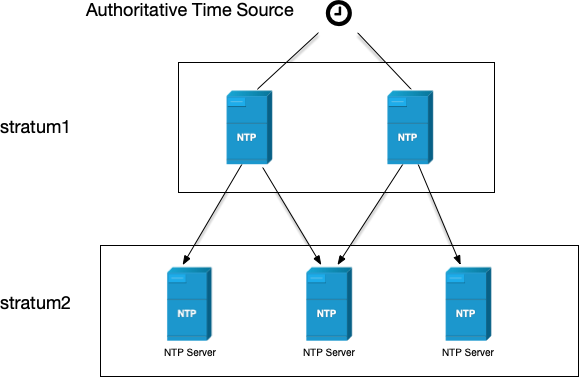 Authoritative Time Source
stratum1
NTP
NTP
stratum2
NTP
NTP
NTP
NTP Server
NTP Server
NTP Server